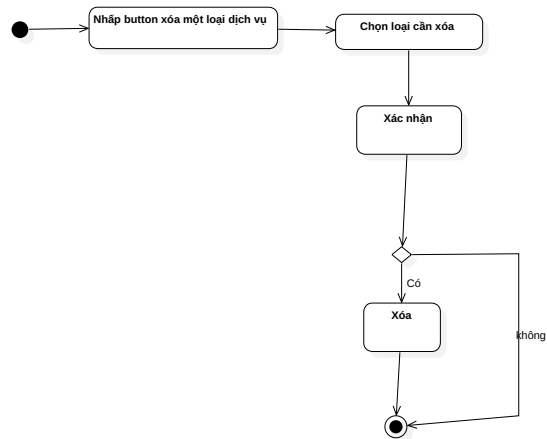 Nhấp button xóa một loại dịch vụ
Chọn loại cần xóa
Xác nhận
Có
Xóa
không